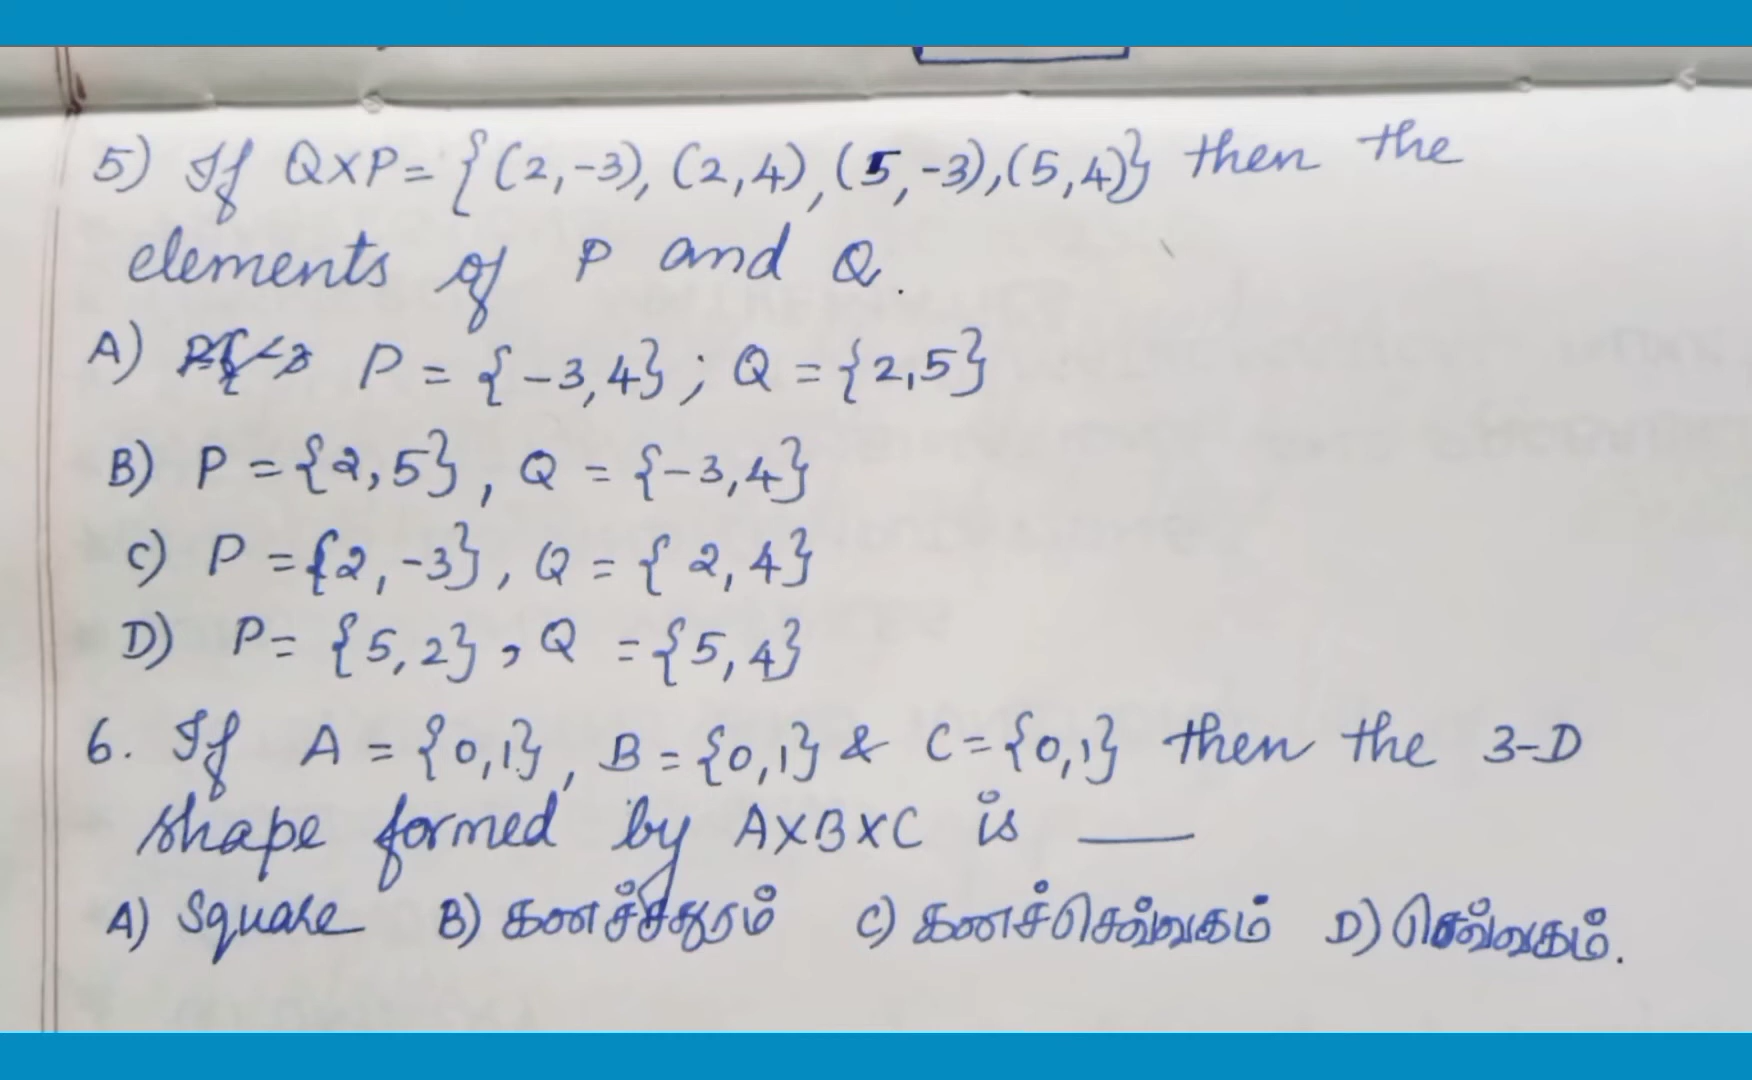 5) If Q×P = {(2,-3), (2,4), (5,-3), (5,4)} then the
elements of P and Q.
A) P = {-3,4}; Q = {2,5}
B) P = {2,5}, Q = {-3,4}
C) P = {2,-3}, Q = {2,4}
D) P = {5,2}, Q = {5,4}
6. If A = {0,1}, B = {0,1} & C = {0,1} then the 3-D
shape formed by A×B×C is ___
A) Square B) கனச்சதுரம் C) கனச்செவ்வகம் D) செவ்வகம்.